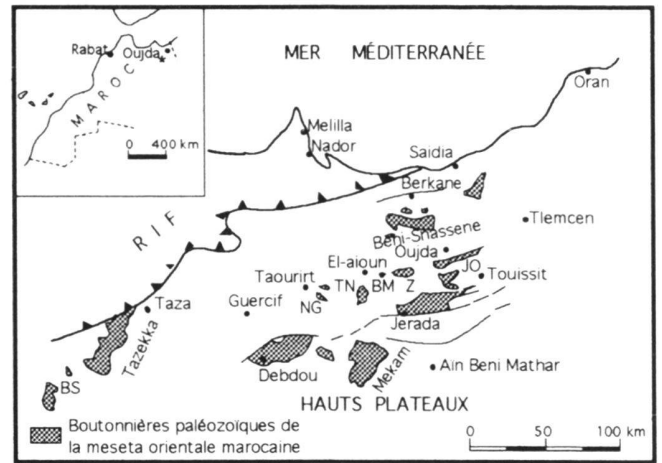 Rabat
Oujda
MAROC
0 400 km
MER MÉDITERRANÉE
Oran
Melilla
Nador
Saidia
Berkane
RIF
Tlemcen
Beni-Snassene
Oujda
El-aioun
JO
Taourirt
TN
BM
Z
Touissit
Taza
Guercif
NG
Jerada
Tazekka
Debdou
Mekam
Aïn Beni Mathar
BS
HAUTS PLATEAUX
Boutonnières paléozoïques de
la meseta orientale marocaine
0 50 100 km